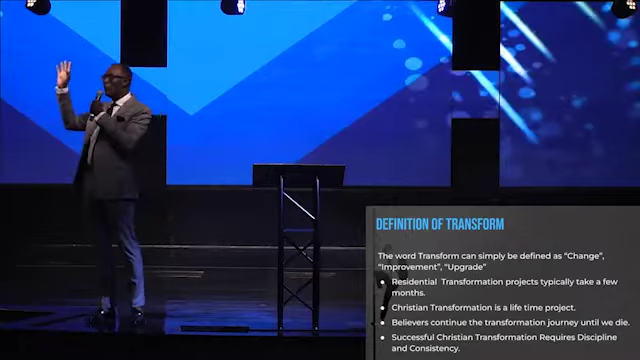 DEFINITION OF TRANSFORM
The word Transform can simply be defined as “Change”,
“Improvement”, “Upgrade”
• Residential Transformation projects typically take a few
months.
• Christian Transformation is a life time project.
• Believers continue the transformation journey until we die.
• Successful Christian Transformation Requires Discipline
and Consistency.